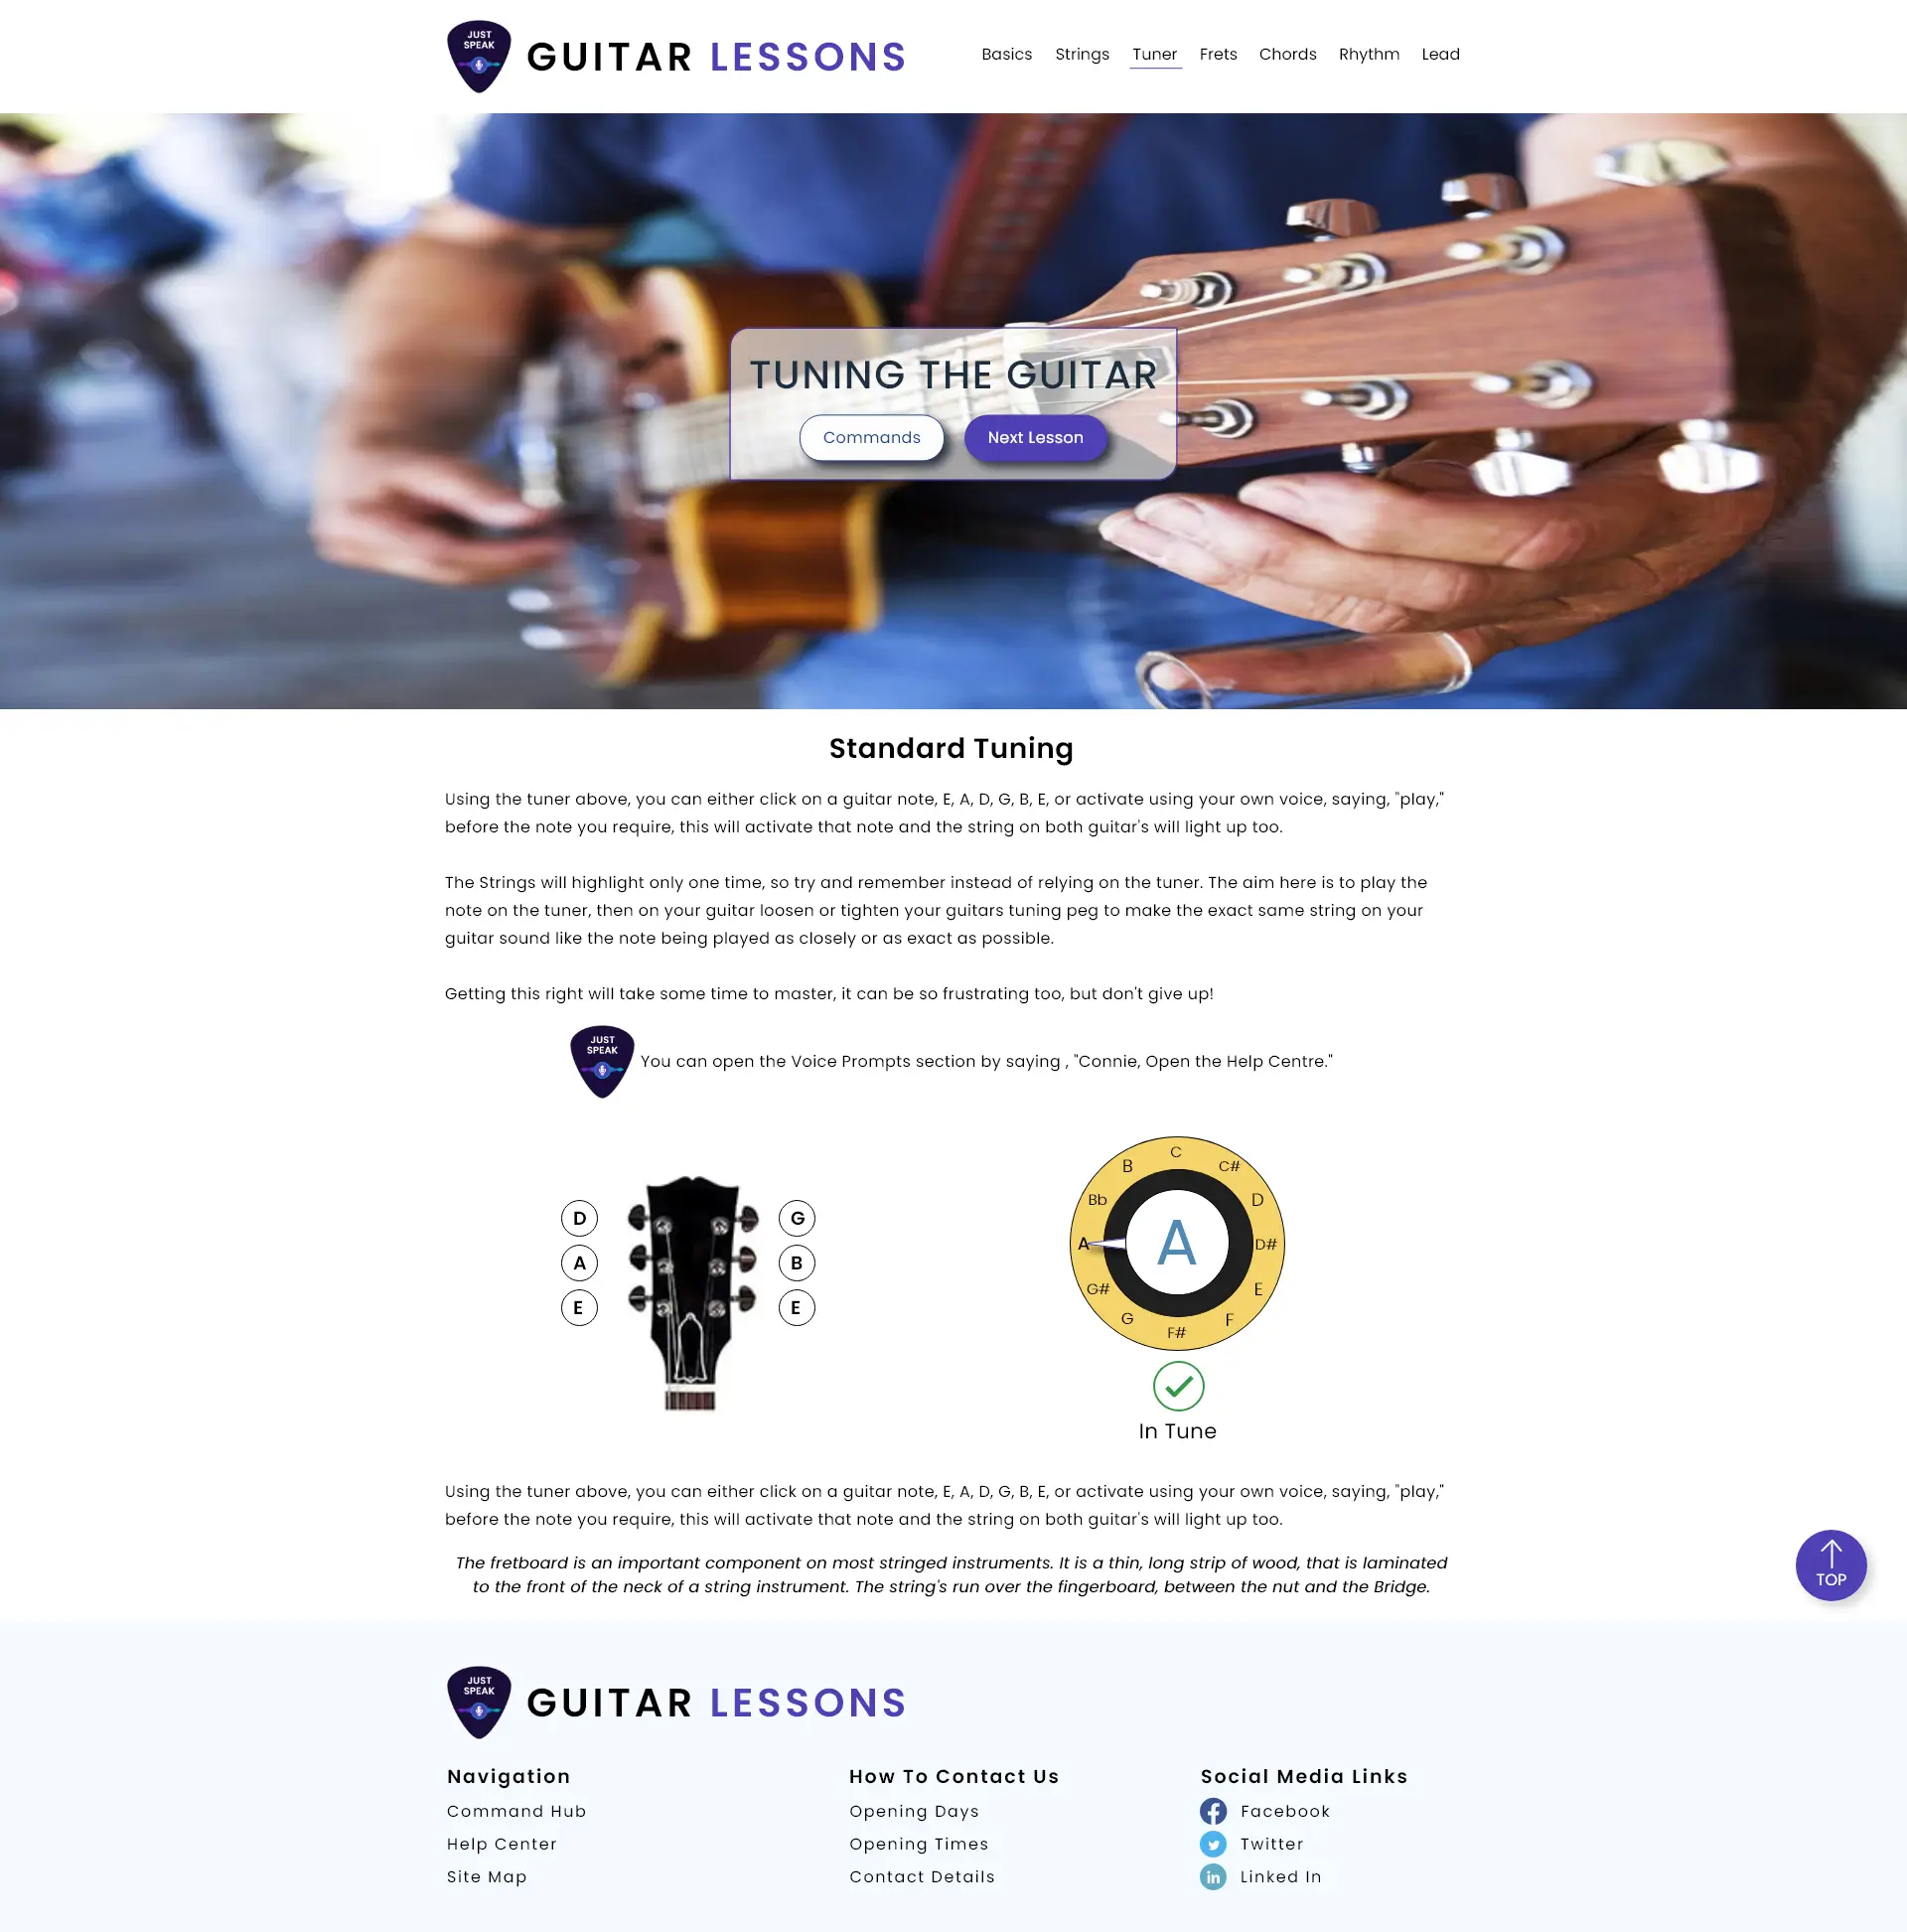 JUST
SPEAK
GUITAR LESSONS
Basics Strings Tuner Frets Chords Rhythm Lead
TUNING THE GUITAR
Commands Next Lesson
Standard Tuning
Using the tuner above, you can either click on a guitar note, E, A, D, G, B, E, or activate using your own voice, saying, "play,"
before the note you require, this will activate that note and the string on both guitar's will light up too.
The Strings will highlight only one time, so try and remember instead of relying on the tuner. The aim here is to play the
note on the tuner, then on your guitar loosen or tighten your guitars tuning peg to make the exact same string on your
guitar sound like the note being played as closely or as exact as possible.
Getting this right will take some time to master, it can be so frustrating too, but don't give up!
JUST
SPEAK
You can open the Voice Prompts section by saying , "Connie, Open the Help Centre."
D G
A B
E E
C
C#
D
D#
E
F
F#
G
G#
A
Bb
B
A
In Tune
Using the tuner above, you can either click on a guitar note, E, A, D, G, B, E, or activate using your own voice, saying, "play,"
before the note you require, this will activate that note and the string on both guitar's will light up too.
The fretboard is an important component on most stringed instruments. It is a thin, long strip of wood, that is laminated
to the front of the neck of a string instrument. The string's run over the fingerboard, between the nut and the Bridge.
TOP
JUST
SPEAK
GUITAR LESSONS
Navigation
Command Hub
Help Center
Site Map
How To Contact Us
Opening Days
Opening Times
Contact Details
Social Media Links
Facebook
Twitter
in Linked In